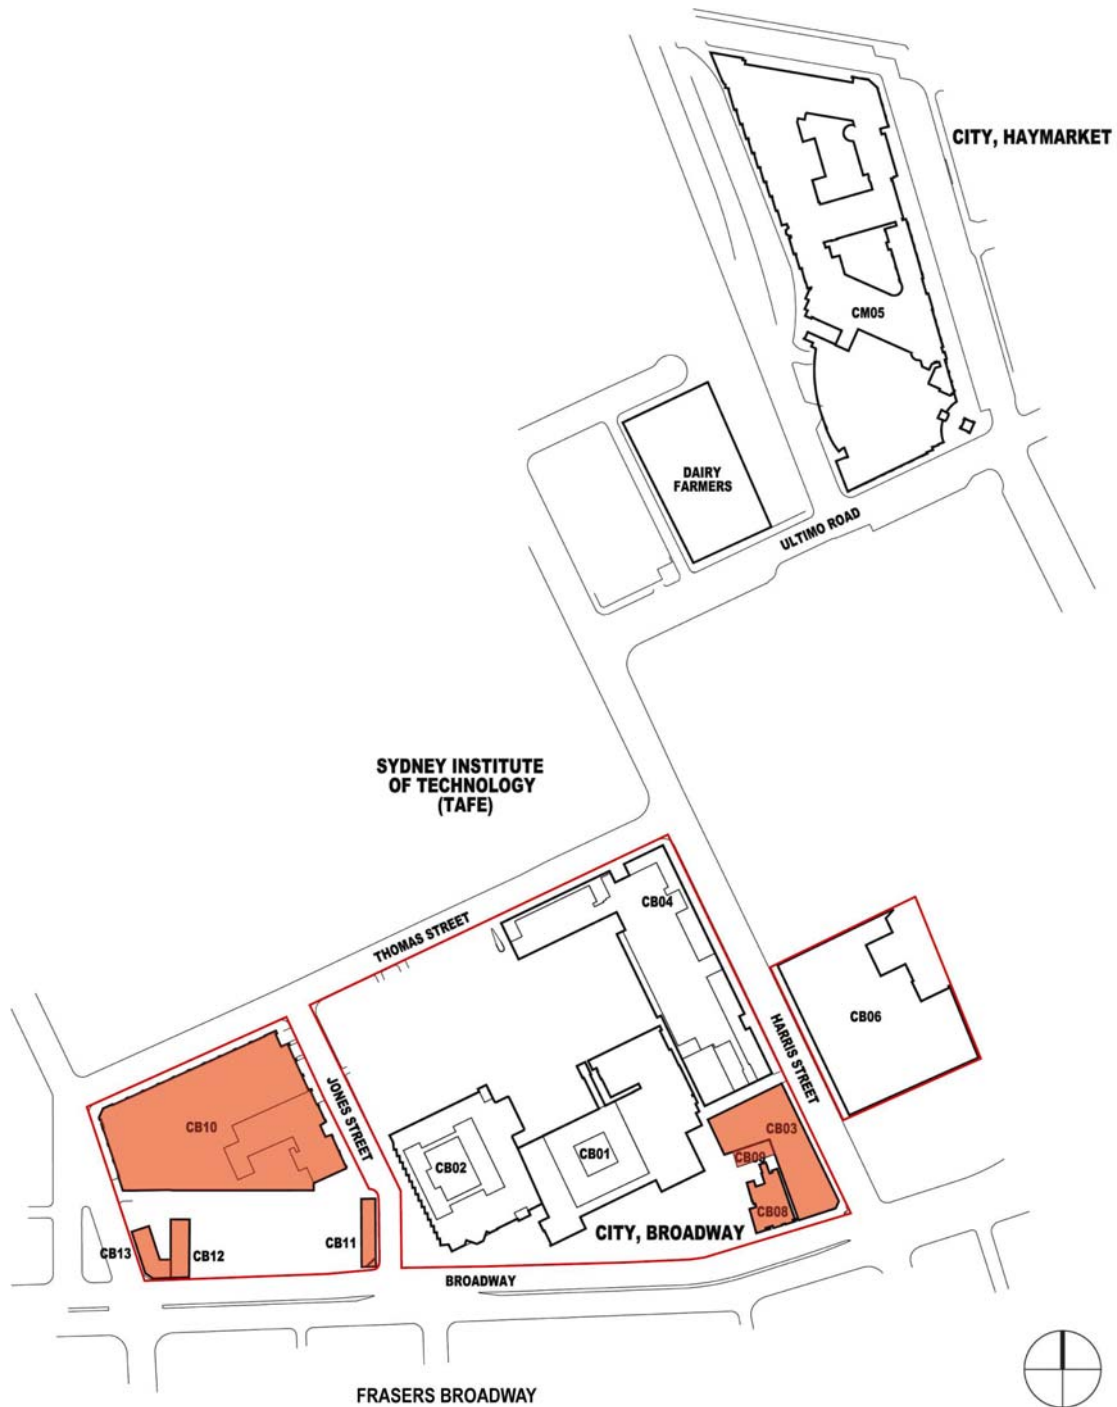 CITY, HAYMARKET
CM05
DAIRY
FARMERS
ULTIMO ROAD
SYDNEY INSTITUTE
OF TECHNOLOGY
(TAFE)
CB04
THOMAS STREET
CB06
HARRIS STREET
JONES STREET
CB10
CB03
CB09
CB01
CB02
CB08
CITY, BROADWAY
CB11
CB13
CB12
BROADWAY
FRASERS BROADWAY